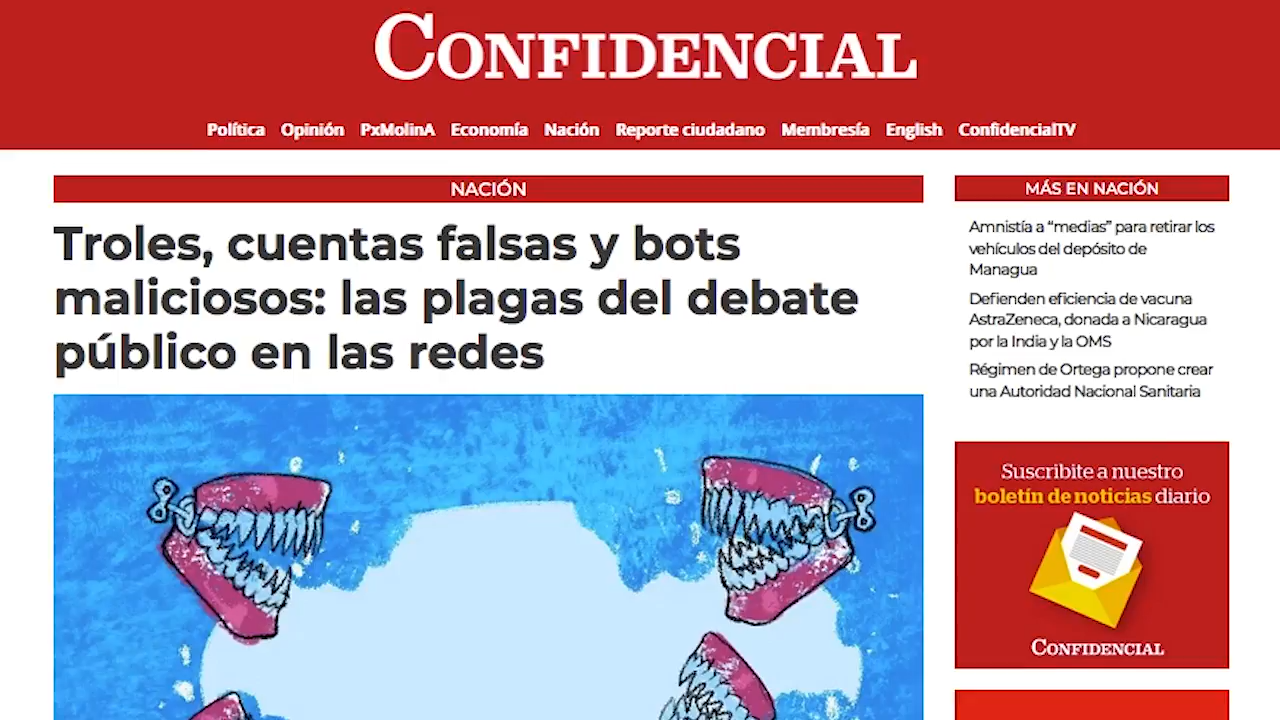 CONFIDENCIAL
Política Opinión PxMolinA Economía Nación Reporte ciudadano Membresía English ConfidencialTV
NACIÓN
Troles, cuentas falsas y bots
maliciosos: las plagas del debate
público en las redes
MÁS EN NACIÓN
Amnistía a “medias” para retirar los
vehículos del depósito de
Managua
Defienden eficiencia de vacuna
AstraZeneca, donada a Nicaragua
por la India y la OMS
Régimen de Ortega propone crear
una Autoridad Nacional Sanitaria
Suscribite a nuestro
boletín de noticias diario
CONFIDENCIAL